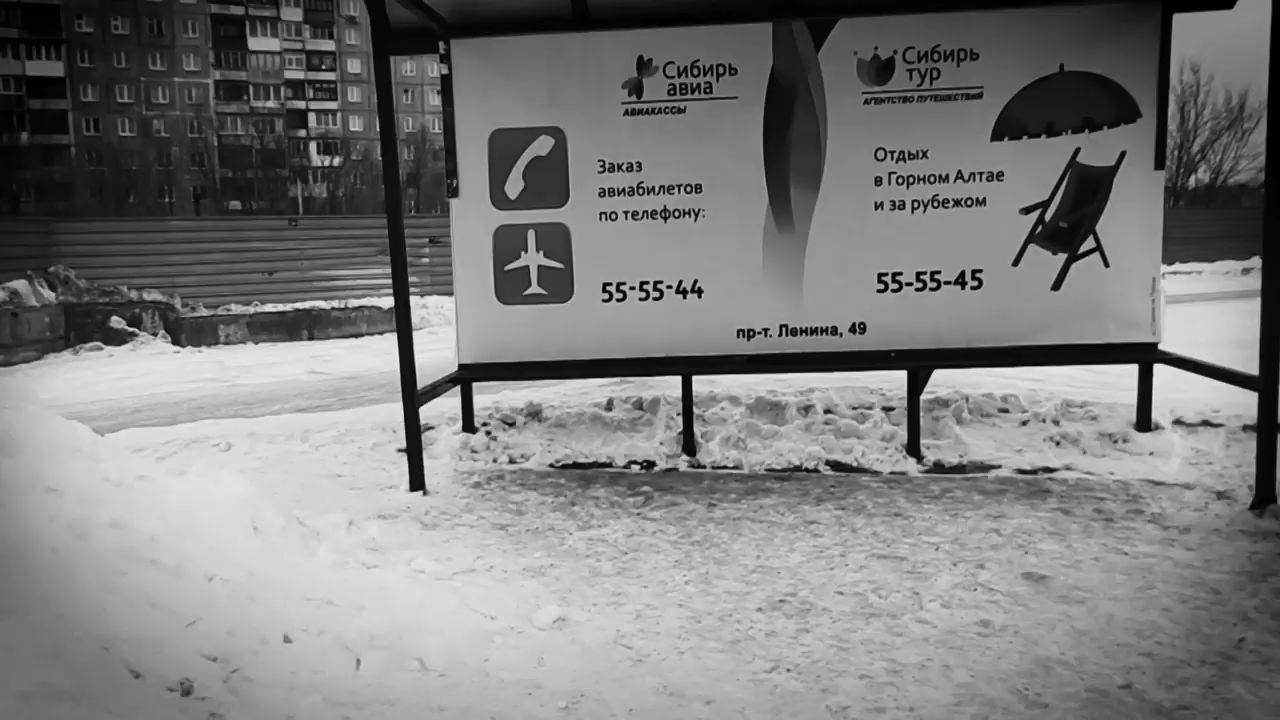 Сибирь
авиа
АВИАКАССЫ
Заказ
авиабилетов
по телефону:
55-55-44
Сибирь
тур
АГЕНТСТВО ПУТЕШЕСТВИЙ
Отдых
в Горном Алтае
и за рубежом
55-55-45
пр-т. Ленина, 49